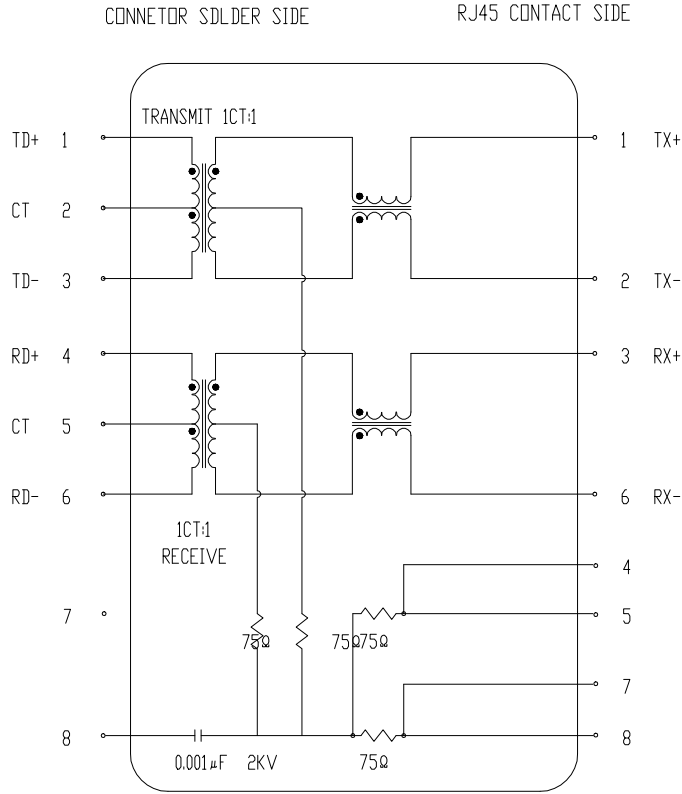 CONNETOR SDLDER SIDE
RJ45 CONTACT SIDE
TRANSMIT 1CT:1
TD+ 1
1 TX+
CT 2
TD- 3
2 TX-
RD+ 4
3 RX+
CT 5
RD- 6
6 RX-
1CT:1
RECEIVE
4
7
5
75Ω
75Ω
75Ω
7
8
8
0.001μF 2KV
75Ω